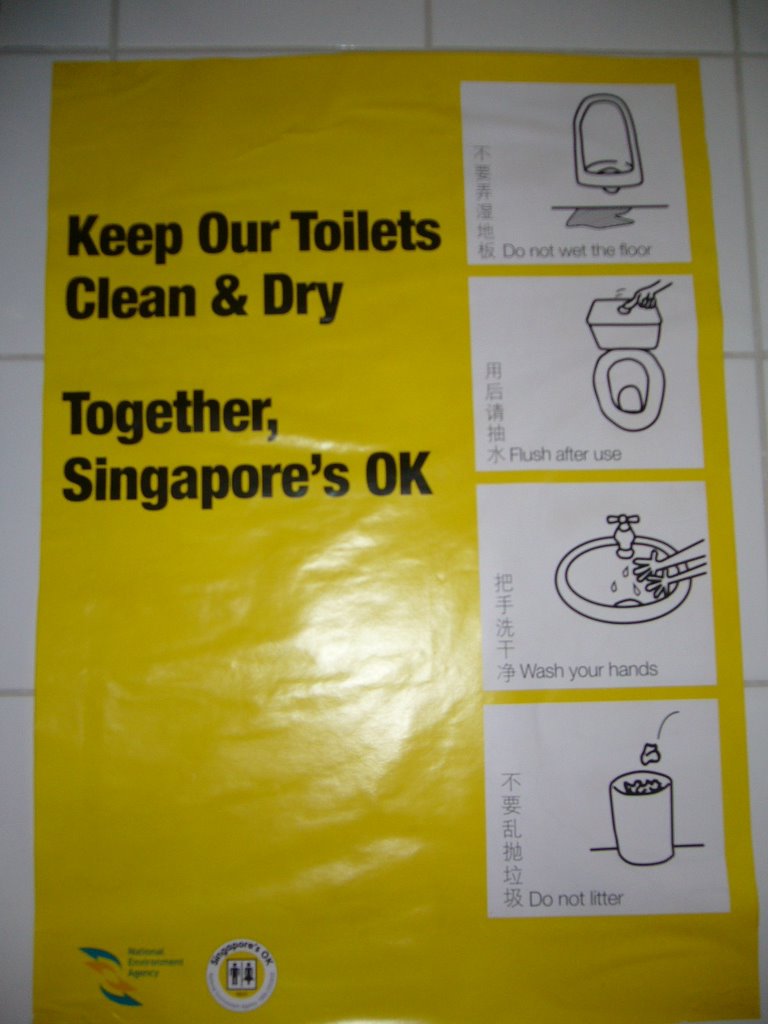 Keep Our Toilets
Clean & Dry
Together,
Singapore's OK
不要弄湿地板
Do not wet the floor
用后请抽水
Flush after use
把手洗干净
Wash your hands
不要乱抛垃圾
Do not litter
National
Environment
Agency
Singapore's OK